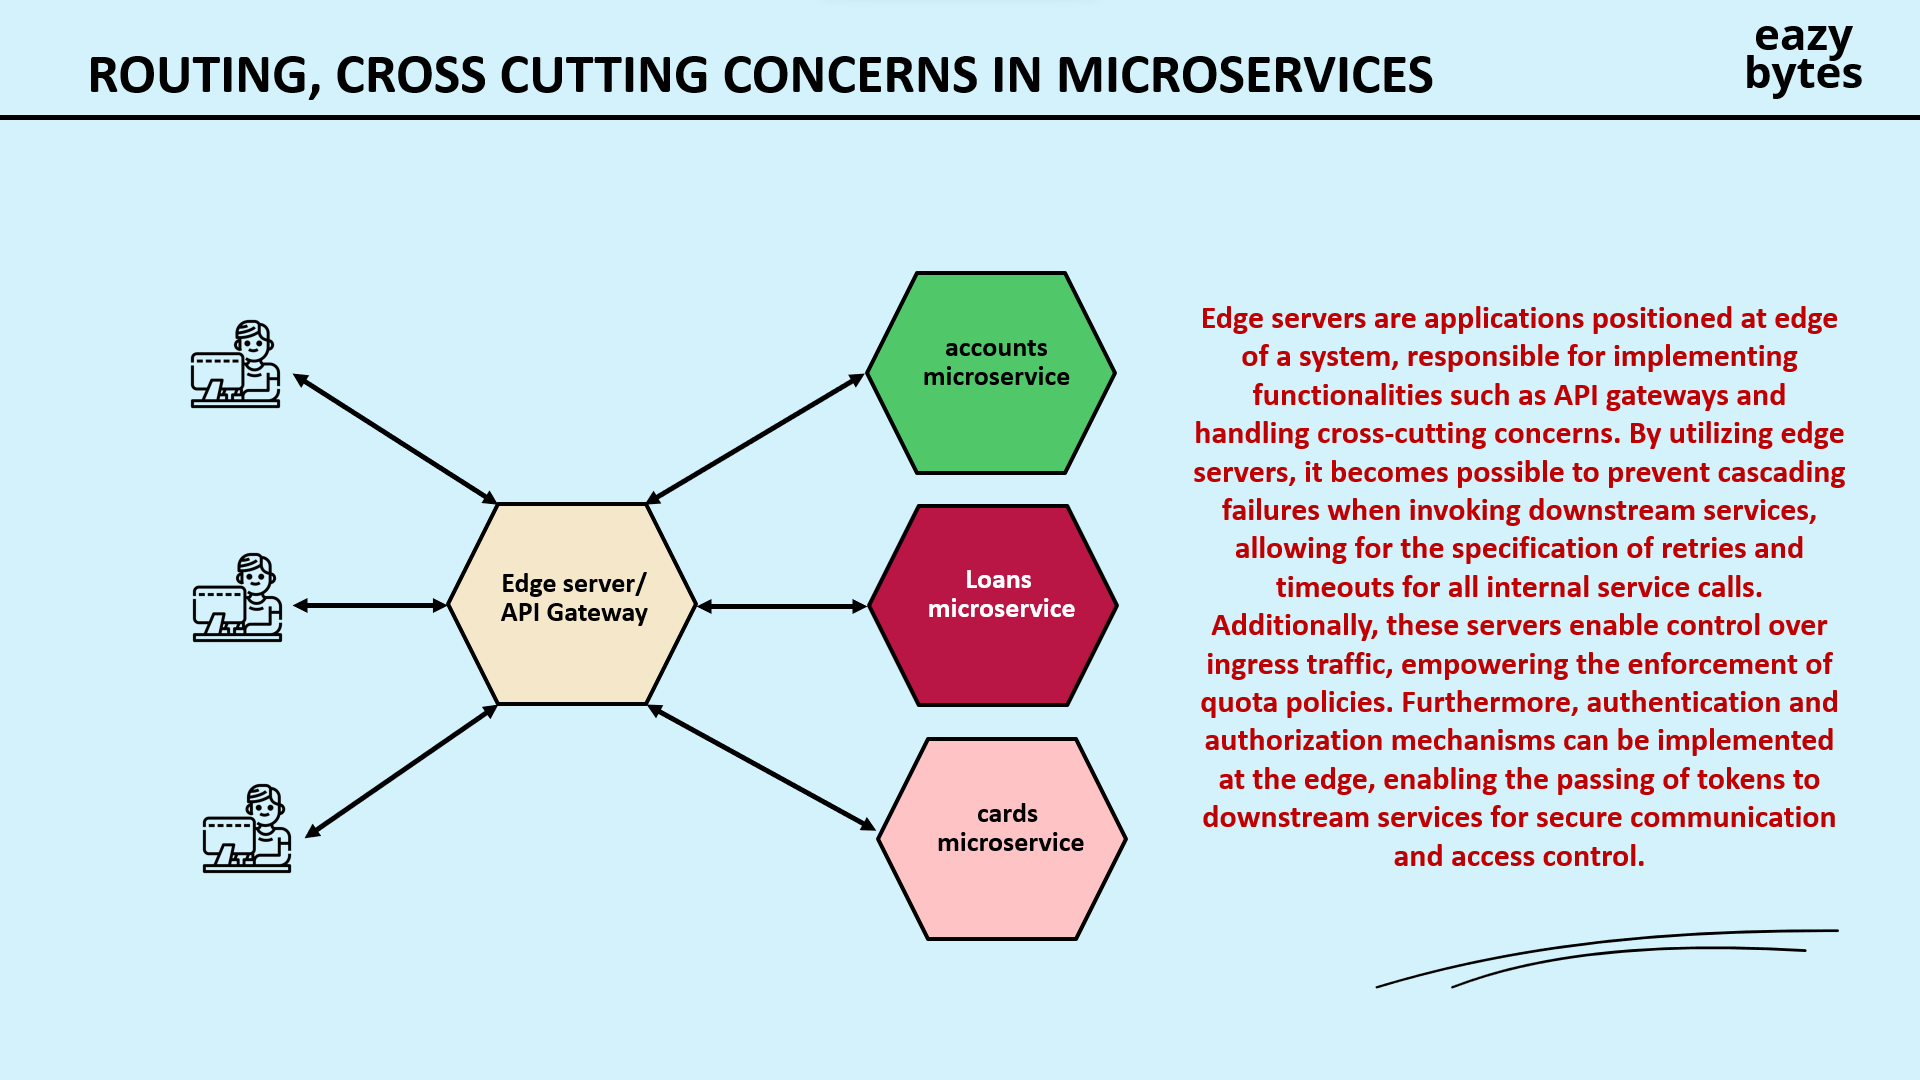 ROUTING, CROSS CUTTING CONCERNS IN MICROSERVICES
eazy
bytes
accounts
microservice
Edge server/
API Gateway
Loans
microservice
cards
microservice
Edge servers are applications positioned at edge
of a system, responsible for implementing
functionalities such as API gateways and
handling cross-cutting concerns. By utilizing edge
servers, it becomes possible to prevent cascading
failures when invoking downstream services,
allowing for the specification of retries and
timeouts for all internal service calls.
Additionally, these servers enable control over
ingress traffic, empowering the enforcement of
quota policies. Furthermore, authentication and
authorization mechanisms can be implemented
at the edge, enabling the passing of tokens to
downstream services for secure communication
and access control.